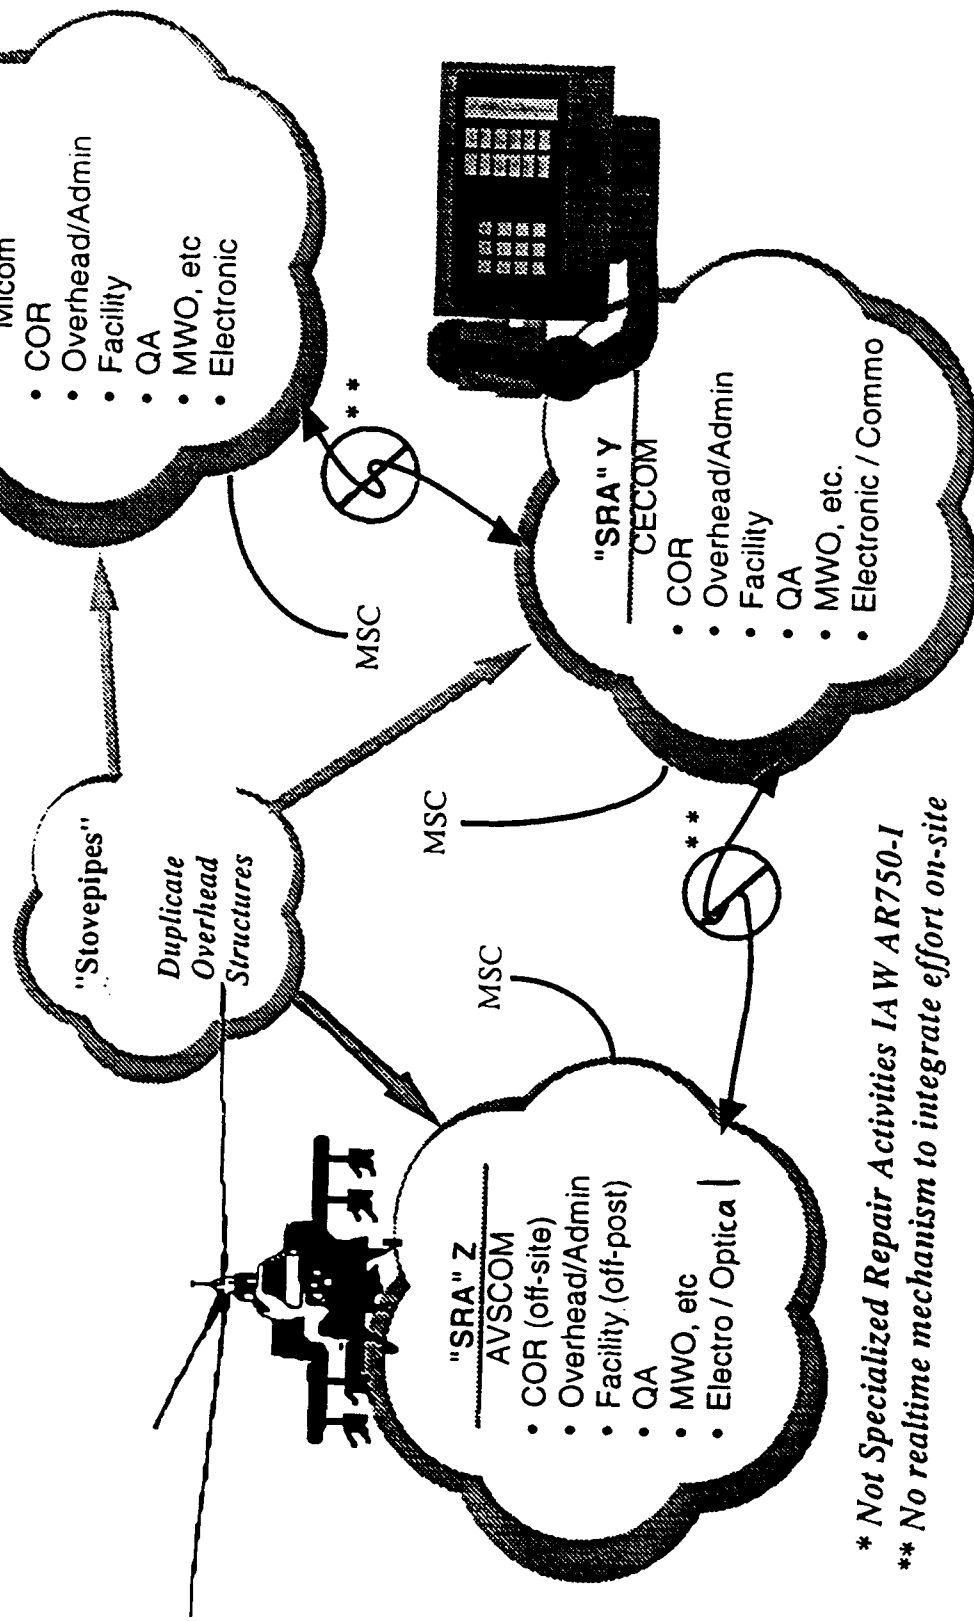 Micom
• COR
• Overhead/Admin
• Facility
• QA
• MWO, etc
• Electronic
* *
MSC
"Stovepipes"
Duplicate
Overhead
Structures
MSC
"SRA" Y
CECOM
• COR
• Overhead/Admin
• Facility
• QA
• MWO, etc.
• Electronic / Commo
* *
MSC
"SRA" Z
AVSCOM
• COR (off-site)
• Overhead/Admin
• Facility (off-post)
• QA
• MWO, etc
• Electro / Optical
* Not Specialized Repair Activities IAW AR750-I
** No realtime mechanism to integrate effort on-site